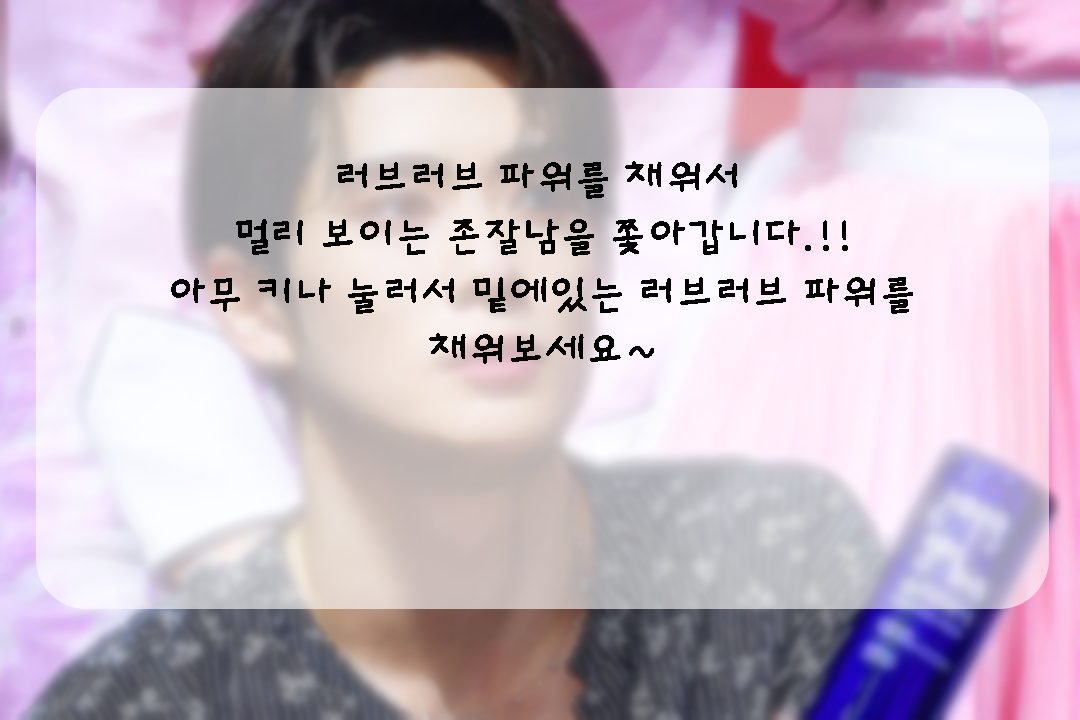 러브러브 파워를 채워서
멀리 보이는 존잘남을 쫓아갑니다.!!
아무 키나 눌러서 밑에있는 러브러브 파워를
채워보세요~